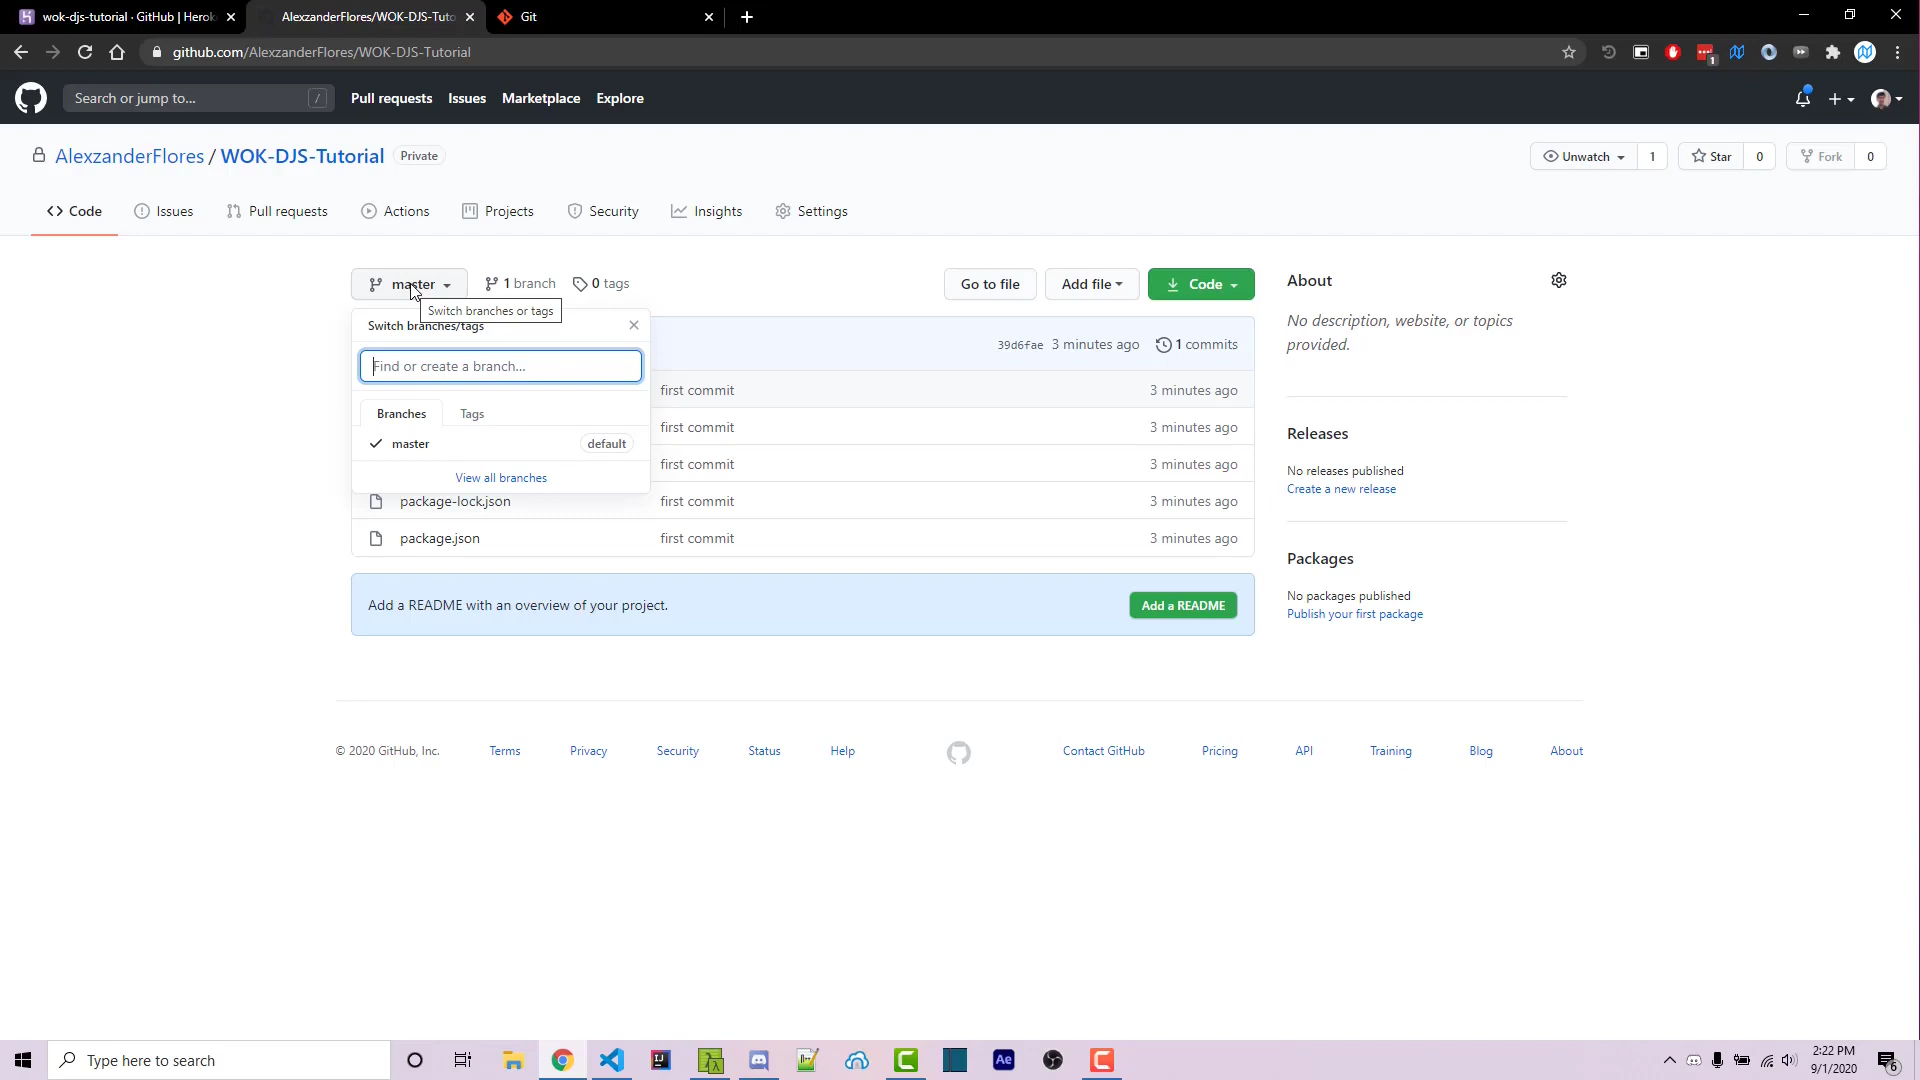 wok-djs-tutorial · GitHub | Herok
AlexzanderFlores/WOK-DJS-Tuto
Git
github.com/AlexzanderFlores/WOK-DJS-Tutorial
1
Search or jump to...
/
Pull requests
Issues
Marketplace
Explore
AlexzanderFlores / WOK-DJS-Tutorial
Private
Unwatch
1
Star
0
Fork
0
Code
Issues
Pull requests
Actions
Projects
Security
Insights
Settings
master
1 branch
0 tags
Go to file
Add file
Code
About
Switch branches or tags
Switch branches/tags
No description, website, or topics
provided.
39d6fae 3 minutes ago
1 commits
Find or create a branch...
first commit
3 minutes ago
Branches
Tags
first commit
3 minutes ago
Releases
master
default
first commit
3 minutes ago
No releases published
View all branches
Create a new release
package-lock.json
first commit
3 minutes ago
package.json
first commit
3 minutes ago
Packages
No packages published
Add a README with an overview of your project.
Add a README
Publish your first package
© 2020 GitHub, Inc.
Terms
Privacy
Security
Status
Help
Contact GitHub
Pricing
API
Training
Blog
About
Type here to search
IJ
Ae
2:22 PM
9/1/2020
6